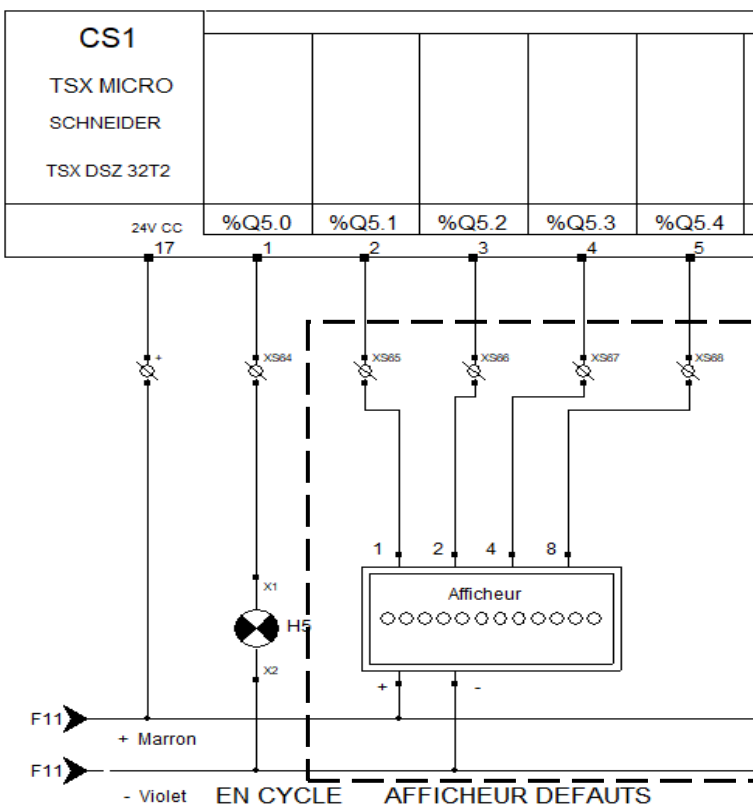 CS1
TSX MICRO
SCHNEIDER
TSX DSZ 32T2
24V CC %Q5.0 %Q5.1 %Q5.2 %Q5.3 %Q5.4
17 1 2 3 4 5
+ XS64 XS65 XS66 XS67 XS68
1 2 4 8
X1
Afficheur
H5
X2
+ -
F11
+ Marron
F11
- Violet EN CYCLE AFFICHEUR DEFAUTS